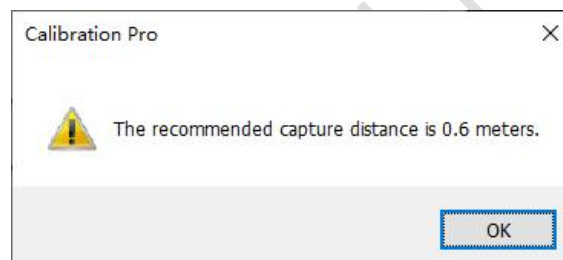 Calibration Pro
The recommended capture distance is 0.6 meters.
OK